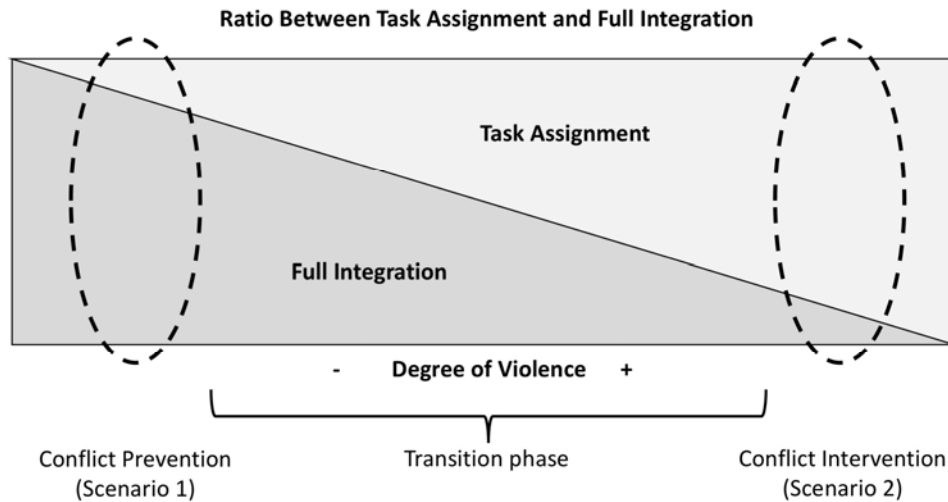 Ratio Between Task Assignment and Full Integration
Task Assignment
Full Integration
- Degree of Violence +
Conflict Prevention
(Scenario 1)
Transition phase
Conflict Intervention
(Scenario 2)